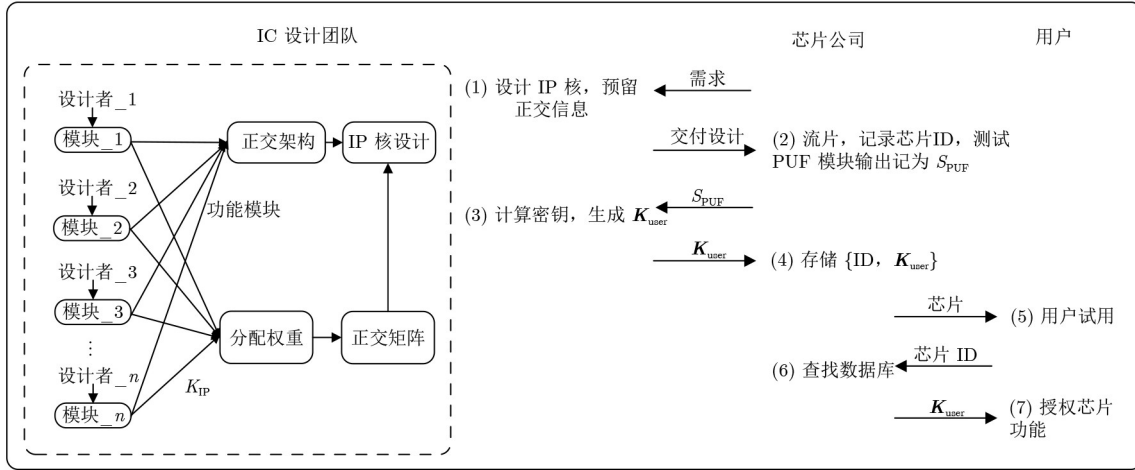 IC 设计团队
芯片公司
用户
设计者_1
模块_1
设计者_2
模块_2
设计者_3
模块_3
⋮
设计者_n
模块_n
正交架构
IP 核设计
功能模块
分配权重
正交矩阵
K_IP
(1) 设计 IP 核，预留
正交信息
需求
交付设计
(2) 流片，记录芯片ID，测试
PUF 模块输出记为 S_PUF
S_PUF
(3) 计算密钥，生成 K_user
K_user
(4) 存储 {ID，K_user}
芯片
(5) 用户试用
芯片 ID
(6) 查找数据库
K_user
(7) 授权芯片
功能